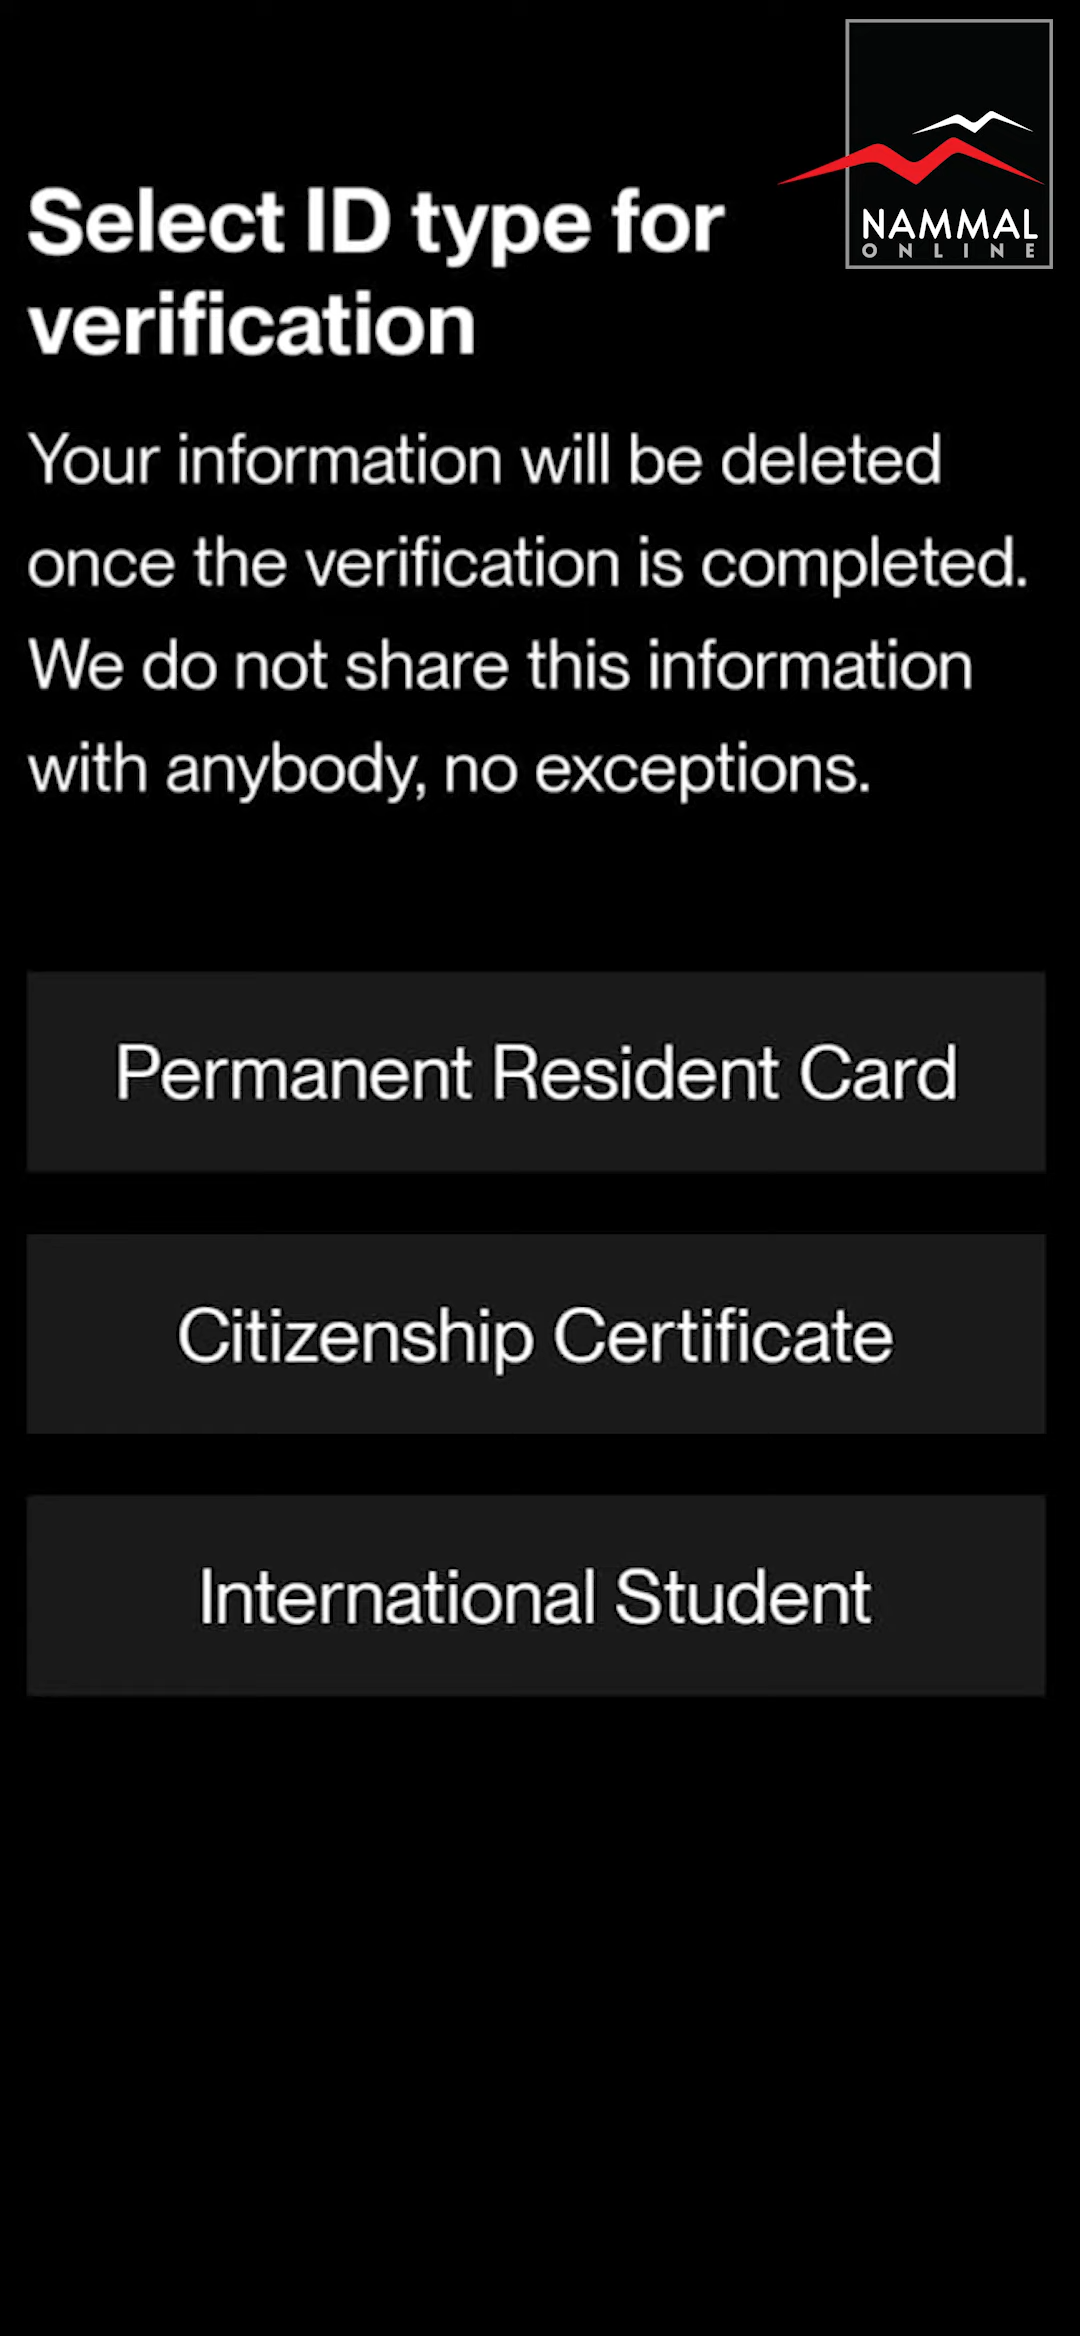 NAMMAL
ONLINE
Select ID type for
verification
Your information will be deleted
once the verification is completed.
We do not share this information
with anybody, no exceptions.
Permanent Resident Card
Citizenship Certificate
International Student